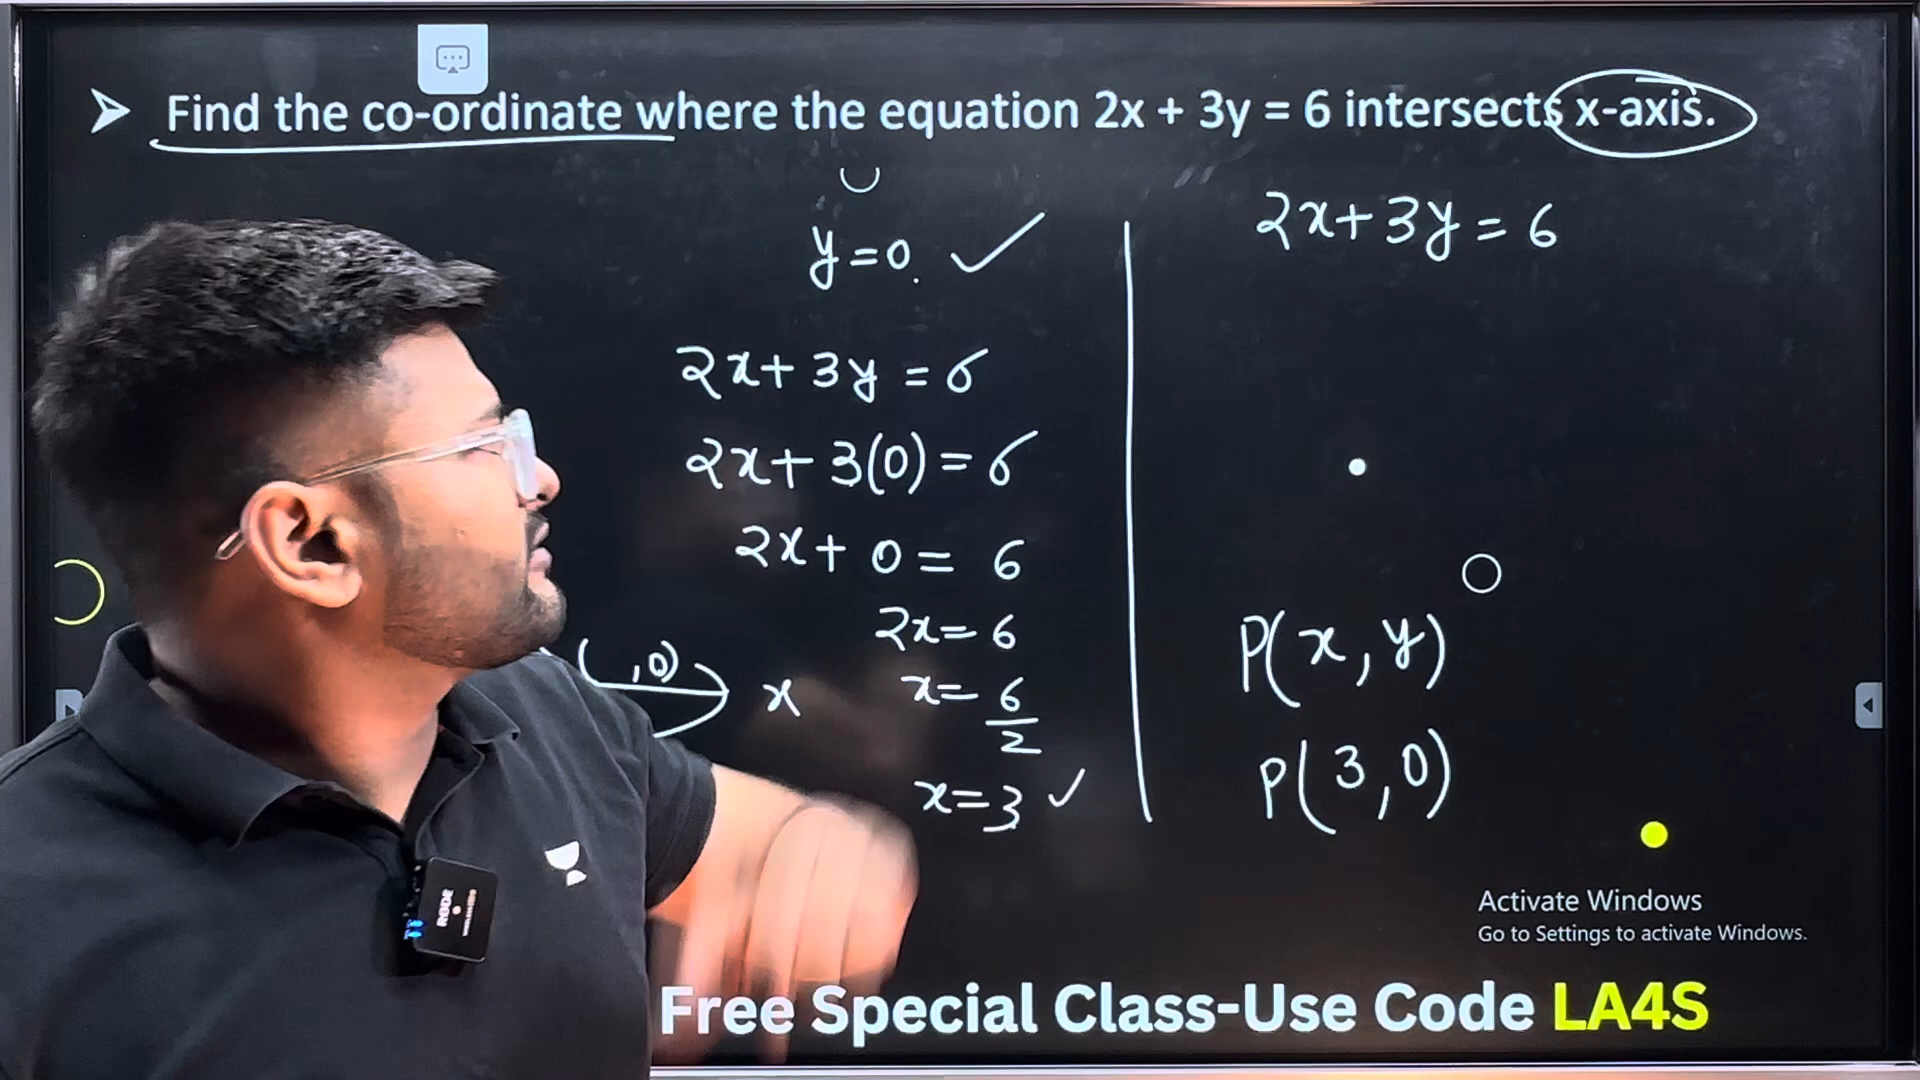 ➤ Find the co-ordinate where the equation 2x + 3y = 6 intersects x-axis.
y = 0. ✓
2x + 3y = 6
2x + 3(0) = 6
2x + 0 = 6
2x = 6
( ,0) x
x = 6/2
x = 3 ✓
2x + 3y = 6
P(x, y)
P(3, 0)
RØDE
Activate Windows
Go to Settings to activate Windows.
Free Special Class-Use Code LA4S